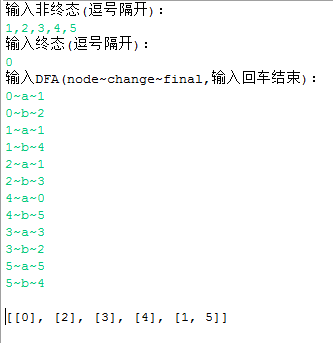 输入非终态(逗号隔开):
1,2,3,4,5
输入终态(逗号隔开):
0
输入DFA(node~change~final,输入回车结束):
0~a~1
0~b~2
1~a~1
1~b~4
2~a~1
2~b~3
4~a~0
4~b~5
3~a~3
3~b~2
5~a~5
5~b~4
[[0], [2], [3], [4], [1, 5]]